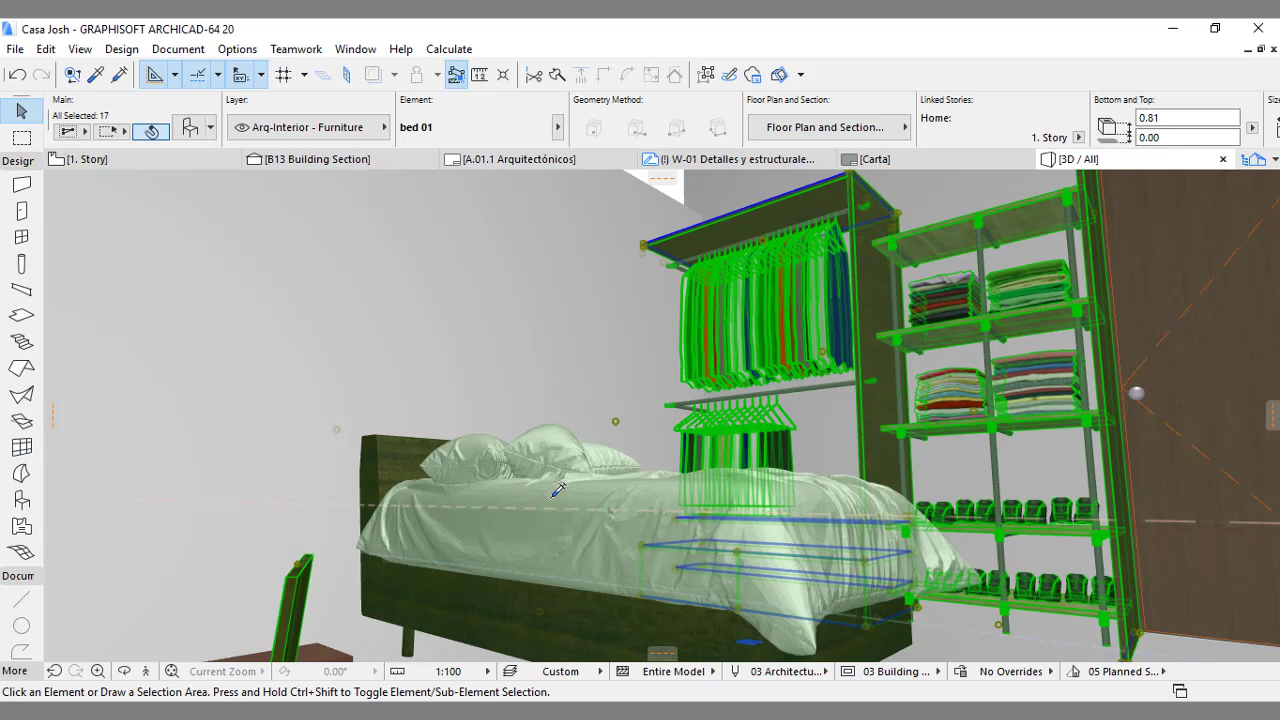 Casa Josh - GRAPHISOFT ARCHICAD-64 20
File Edit View Design Document Options Teamwork Window Help Calculate
Main: Layer: Element: Geometry Method: Floor Plan and Section: Linked Stories: Bottom and Top:
All Selected: 17
Arq-Interior - Furniture bed 01 Floor Plan and Section... Home: 1. Story 0.81
0.00
Design [1. Story] [B13 Building Section] [A.01.1 Arquitectónicos] (!) W-01 Detalles y estructurale... [Carta] [3D / All]
Docum
More Current Zoom 0.00° 1:100 Custom Entire Model 03 Architectu... 03 Building ... No Overrides 05 Planned S...
Click an Element or Draw a Selection Area. Press and Hold Ctrl+Shift to Toggle Element/Sub-Element Selection.